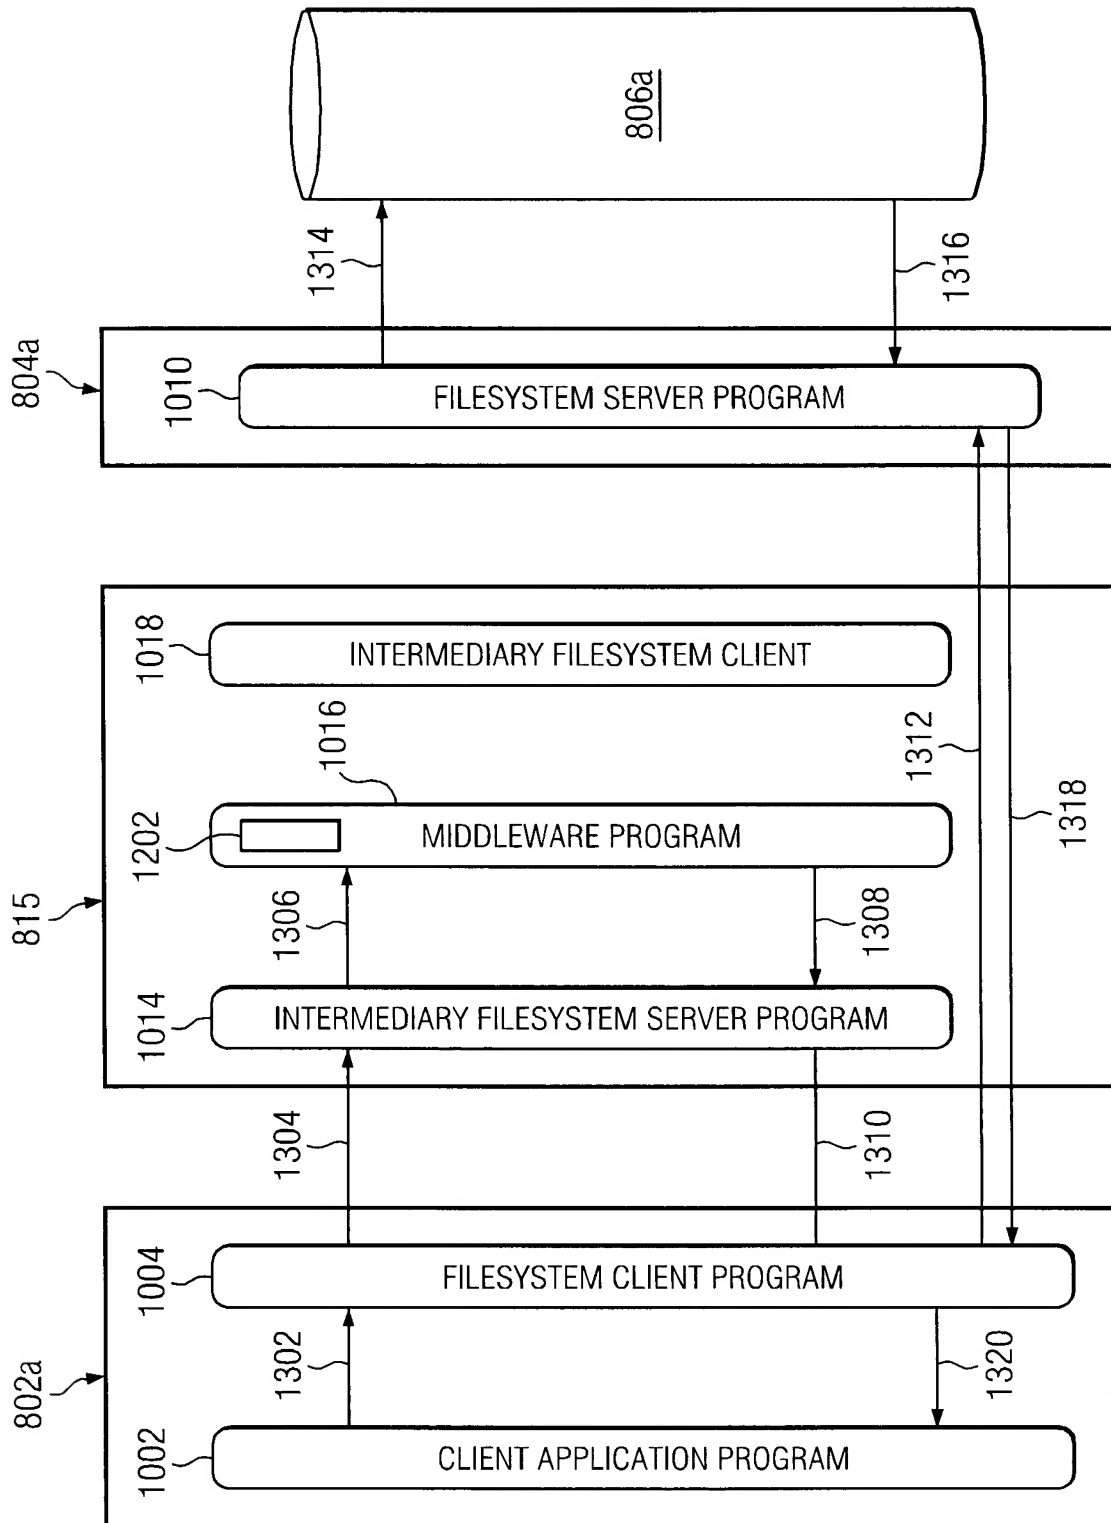 802a
1002
CLIENT APPLICATION PROGRAM
1302
1320
1004
FILESYSTEM CLIENT PROGRAM
1304
1310
815
1014
INTERMEDIARY FILESYSTEM SERVER PROGRAM
1306
1308
1202
1016
MIDDLEWARE PROGRAM
1018
INTERMEDIARY FILESYSTEM CLIENT
1312
1318
804a
1010
FILESYSTEM SERVER PROGRAM
1314
1316
806a